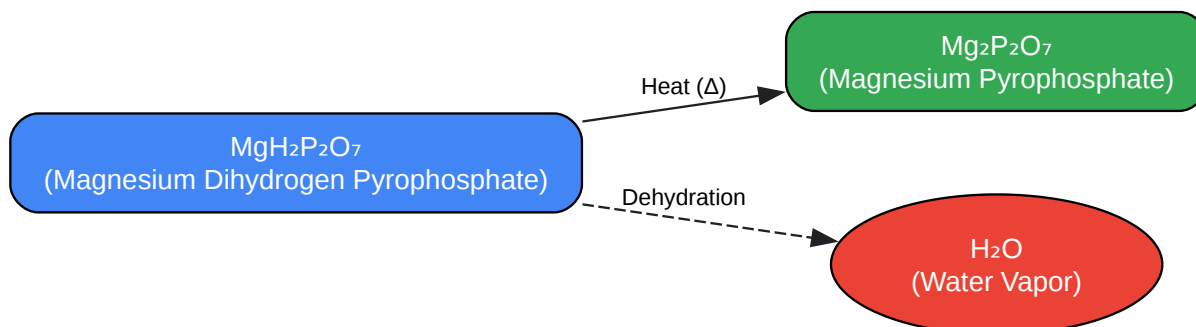 Mg₂P₂O₇
(Magnesium Pyrophosphate)
Heat (Δ)
MgH₂P₂O₇
(Magnesium Dihydrogen Pyrophosphate)
Dehydration
H₂O
(Water Vapor)